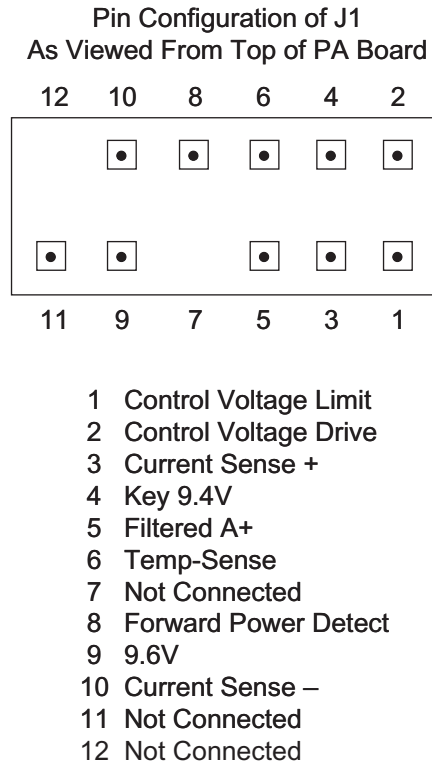 Pin Configuration of J1
As Viewed From Top of PA Board
12 10 8 6 4 2
11 9 7 5 3 1
1 Control Voltage Limit
2 Control Voltage Drive
3 Current Sense +
4 Key 9.4V
5 Filtered A+
6 Temp-Sense
7 Not Connected
8 Forward Power Detect
9 9.6V
10 Current Sense –
11 Not Connected
12 Not Connected